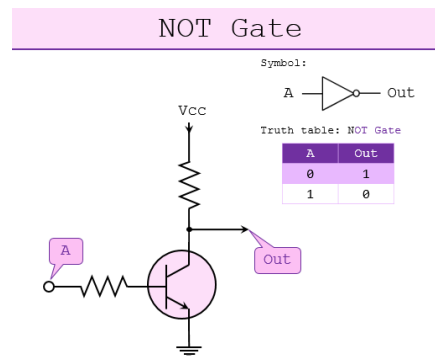 NOT Gate
Symbol:
A Out
Vcc
Truth table: NOT Gate
A Out
0 1
1 0
A
Out